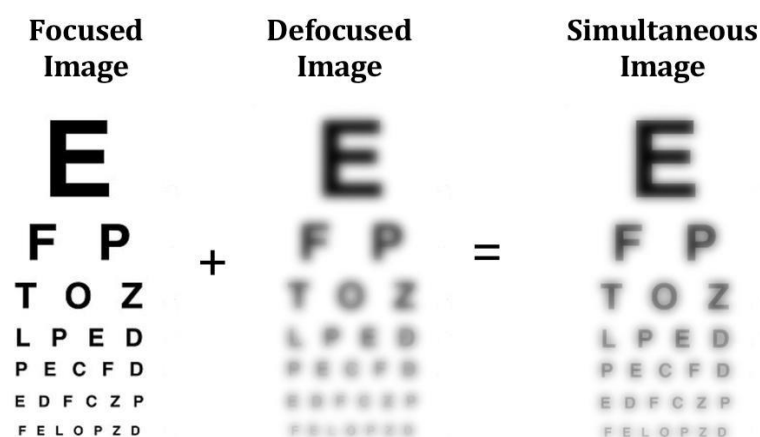 Focused Image
Defocused Image
Simultaneous Image
E
F P
T O Z
L P E D
P E C F D
E D F C Z P
F E L O P Z D
+
E
F P
T O Z
L P E D
P E C F D
E D F C Z P
F E L O P Z D
=
E
F P
T O Z
L P E D
P E C F D
E D F C Z P
F E L O P Z D